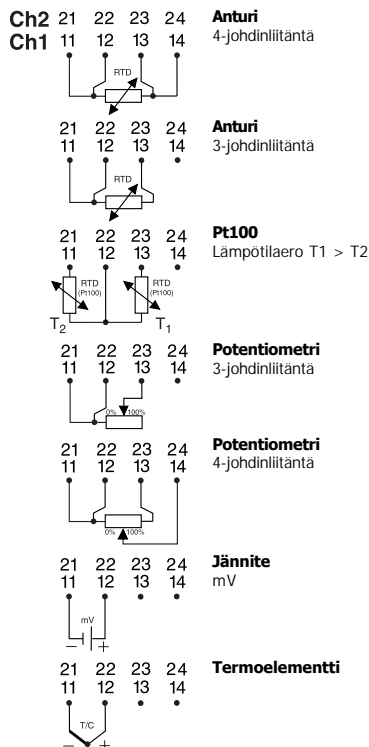 Ch2 21 22 23 24 Anturi
Ch1 11 12 13 14 4-johdinliitäntä
RTD
21 22 23 24 Anturi
11 12 13 14 3-johdinliitäntä
RTD
21 22 23 24 Pt100
11 12 13 14 Lämpötilaero T1 > T2
RTD RTD
(Pt100) (Pt100)
T2 T1
21 22 23 24 Potentiometri
11 12 13 14 3-johdinliitäntä
0% 100%
21 22 23 24 Potentiometri
11 12 13 14 4-johdinliitäntä
0% 100%
21 22 23 24 Jännite
11 12 13 14 mV
mV
– +
21 22 23 24 Termoelementti
11 12 13 14
T/C
– +